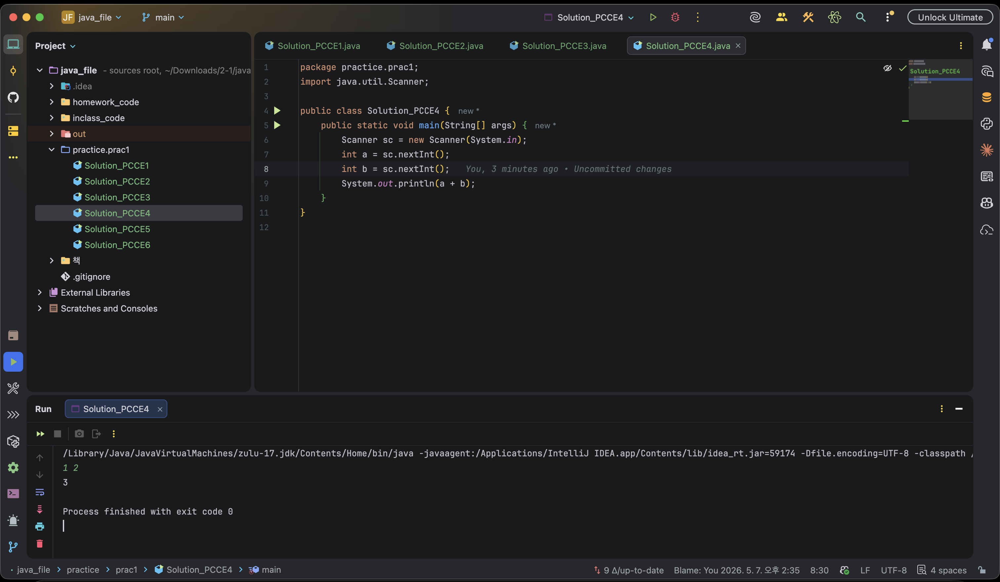 JF java_file main Solution_PCCE4 Unlock Ultimate
Project
java_file - sources root, ~/Downloads/2-1/java
.idea
homework_code
inclass_code
out
practice.prac1
Solution_PCCE1
Solution_PCCE2
Solution_PCCE3
Solution_PCCE4
Solution_PCCE5
Solution_PCCE6
책
.gitignore
External Libraries
Scratches and Consoles
Solution_PCCE1.java Solution_PCCE2.java Solution_PCCE3.java Solution_PCCE4.java
1 package practice.prac1;
2 import java.util.Scanner;
3
4 public class Solution_PCCE4 { new *
5 public static void main(String[] args) { new *
6 Scanner sc = new Scanner(System.in);
7 int a = sc.nextInt();
8 int b = sc.nextInt(); You, 3 minutes ago • Uncommitted changes
9 System.out.println(a + b);
10 }
11 }
12
Solution_PCCE4
Run Solution_PCCE4
/Library/Java/JavaVirtualMachines/zulu-17.jdk/Contents/Home/bin/java -javaagent:/Applications/IntelliJ IDEA.app/Contents/lib/idea_rt.jar=59174 -Dfile.encoding=UTF-8 -classpath /
1 2
3
Process finished with exit code 0
java_file > practice > prac1 > Solution_PCCE4 > main 9 Δ/up-to-date Blame: You 2026. 5. 7. 오후 2:35 8:30 LF UTF-8 4 spaces